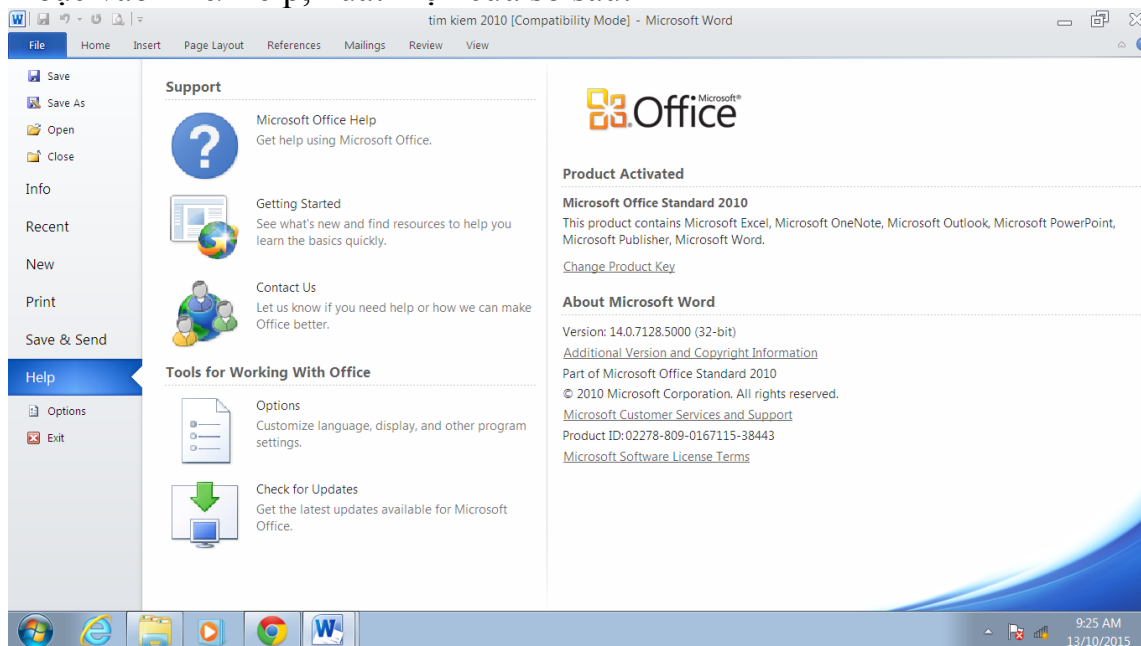 tim kiem 2010 [Compatibility Mode] - Microsoft Word
File Home Insert Page Layout References Mailings Review View
Save
Save As
Open
Close
Info
Recent
New
Print
Save & Send
Help
Options
Exit
Support
Microsoft Office Help
Get help using Microsoft Office.
Getting Started
See what's new and find resources to help you
learn the basics quickly.
Contact Us
Let us know if you need help or how we can make
Office better.
Tools for Working With Office
Options
Customize language, display, and other program
settings.
Check for Updates
Get the latest updates available for Microsoft
Office.
Microsoft®
Office
Product Activated
Microsoft Office Standard 2010
This product contains Microsoft Excel, Microsoft OneNote, Microsoft Outlook, Microsoft PowerPoint,
Microsoft Publisher, Microsoft Word.
Change Product Key
About Microsoft Word
Version: 14.0.7128.5000 (32-bit)
Additional Version and Copyright Information
Part of Microsoft Office Standard 2010
© 2010 Microsoft Corporation. All rights reserved.
Microsoft Customer Services and Support
Product ID: 02278-809-0167115-38443
Microsoft Software License Terms
9:25 AM
13/10/2015